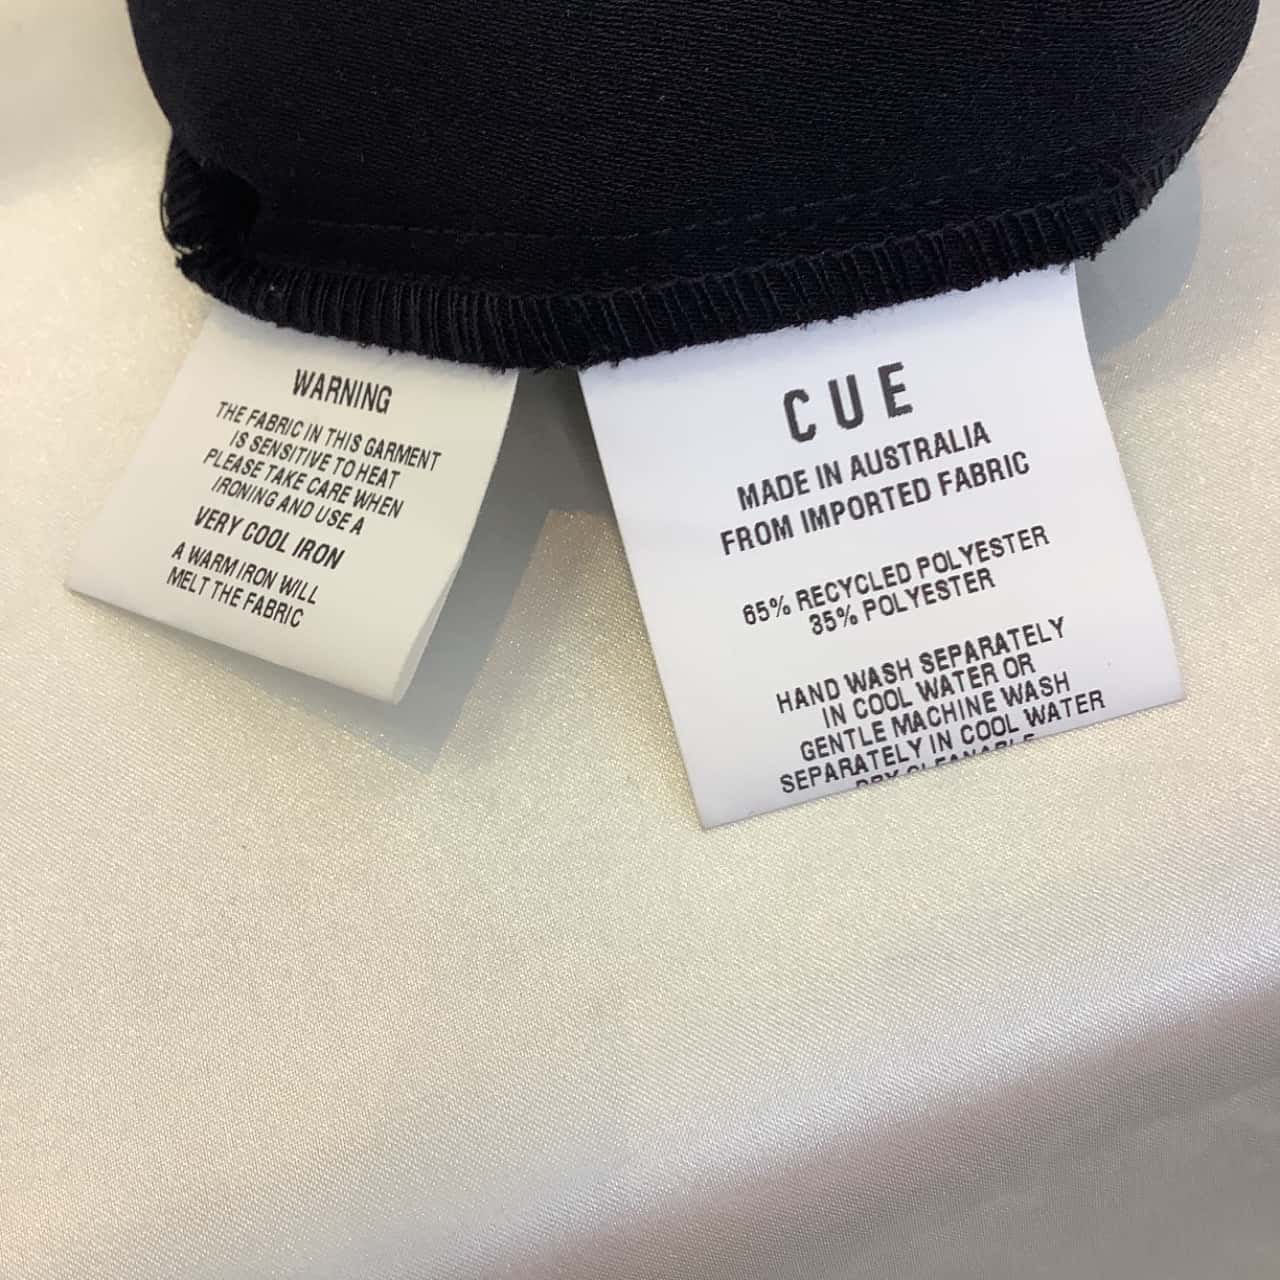 WARNING
THE FABRIC IN THIS GARMENT
IS SENSITIVE TO HEAT
PLEASE TAKE CARE WHEN
IRONING AND USE A
VERY COOL IRON
A WARM IRON WILL
MELT THE FABRIC
CUE
MADE IN AUSTRALIA
FROM IMPORTED FABRIC
65% RECYCLED POLYESTER
35% POLYESTER
HAND WASH SEPARATELY
IN COOL WATER OR
GENTLE MACHINE WASH
SEPARATELY IN COOL WATER
DRY CLEANABLE